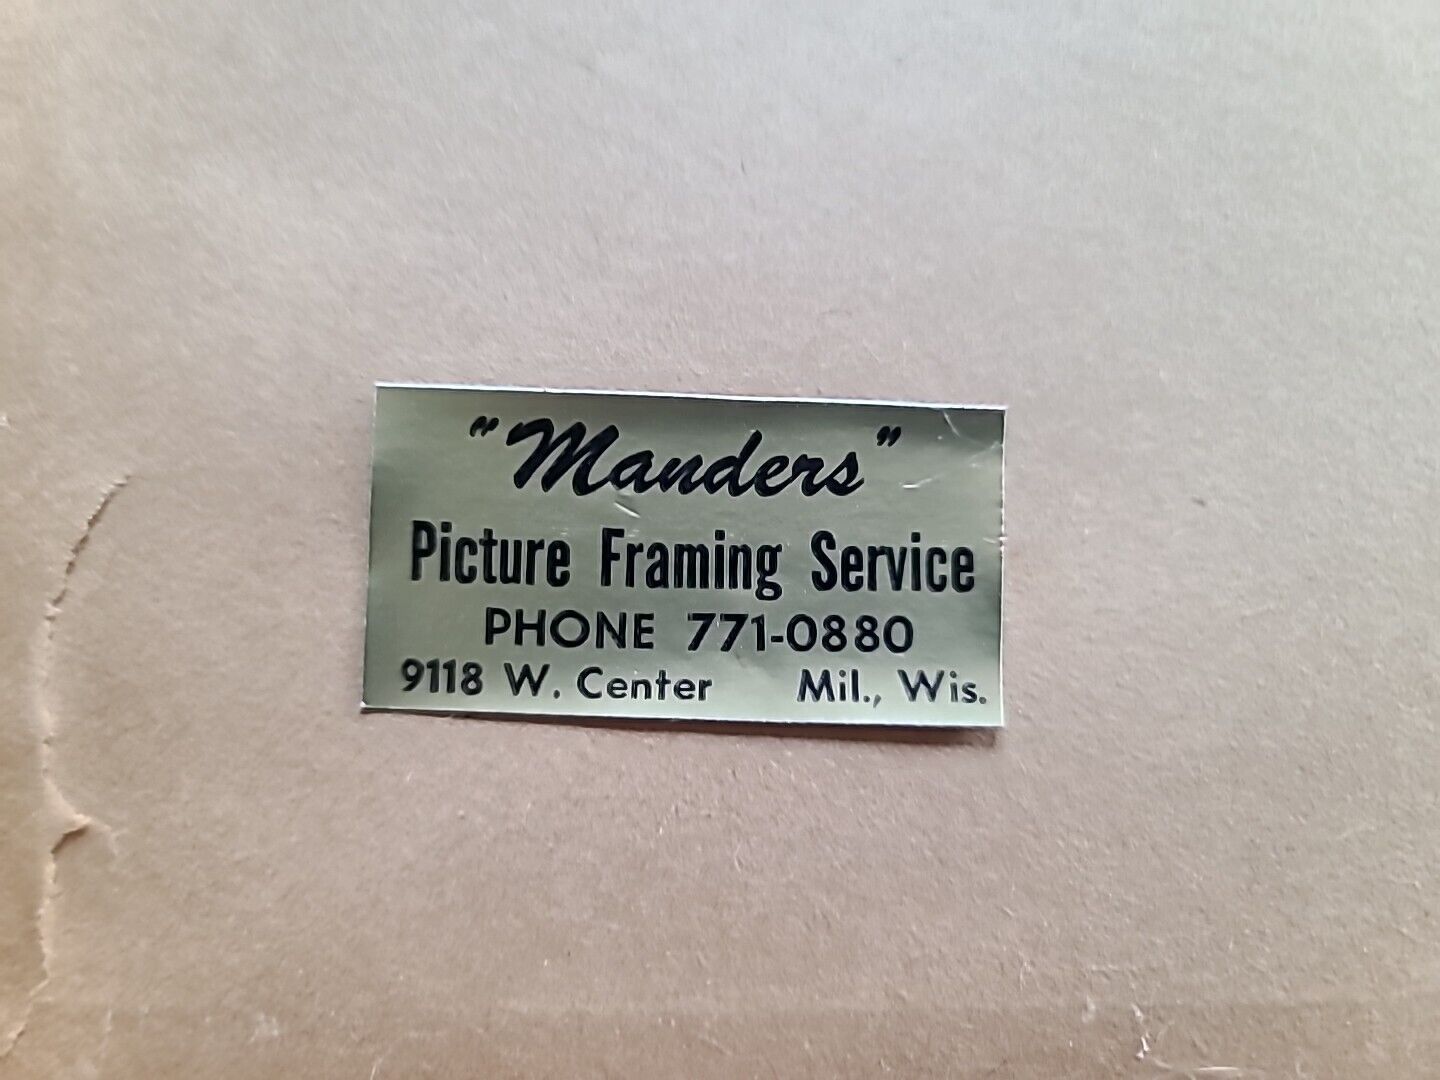 "Manders"
Picture Framing Service
PHONE 771-0880
9118 W. Center Mil., Wis.